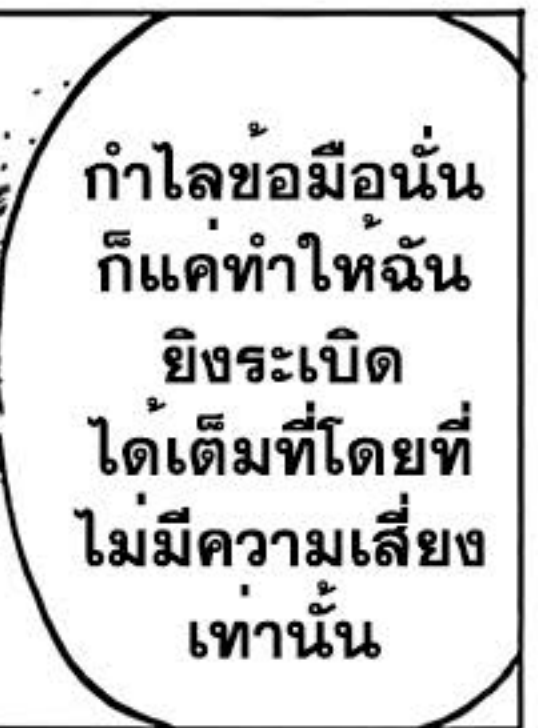 กำไลข้อมือนั่น
ก็แค่ทำให้ฉัน
ยิงระเบิด
ได้เต็มที่โดยที่
ไม่มีความเสี่ยง
เท่านั้น